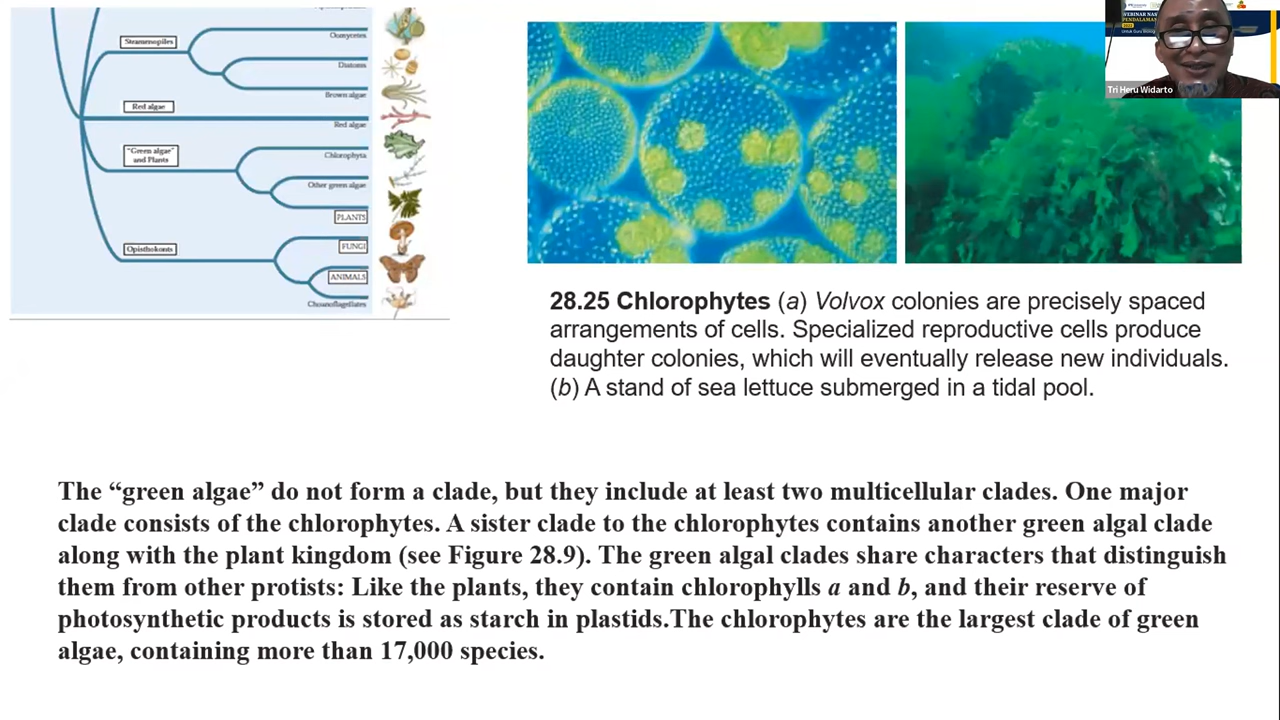 Stramenopiles
Oomycetes
Diatoms
Brown algae
Red algae
Red algae
"Green algae"
and Plants
Chlorophyta
Other green algae
PLANTS
Opisthokonts
FUNGI
ANIMALS
Choanoflagellates
WEBINAR NAS
PENDALAMAN
Tri Heru Widarto
28.25 Chlorophytes (a) Volvox colonies are precisely spaced
arrangements of cells. Specialized reproductive cells produce
daughter colonies, which will eventually release new individuals.
(b) A stand of sea lettuce submerged in a tidal pool.
The “green algae” do not form a clade, but they include at least two multicellular clades. One major
clade consists of the chlorophytes. A sister clade to the chlorophytes contains another green algal clade
along with the plant kingdom (see Figure 28.9). The green algal clades share characters that distinguish
them from other protists: Like the plants, they contain chlorophylls a and b, and their reserve of
photosynthetic products is stored as starch in plastids.The chlorophytes are the largest clade of green
algae, containing more than 17,000 species.